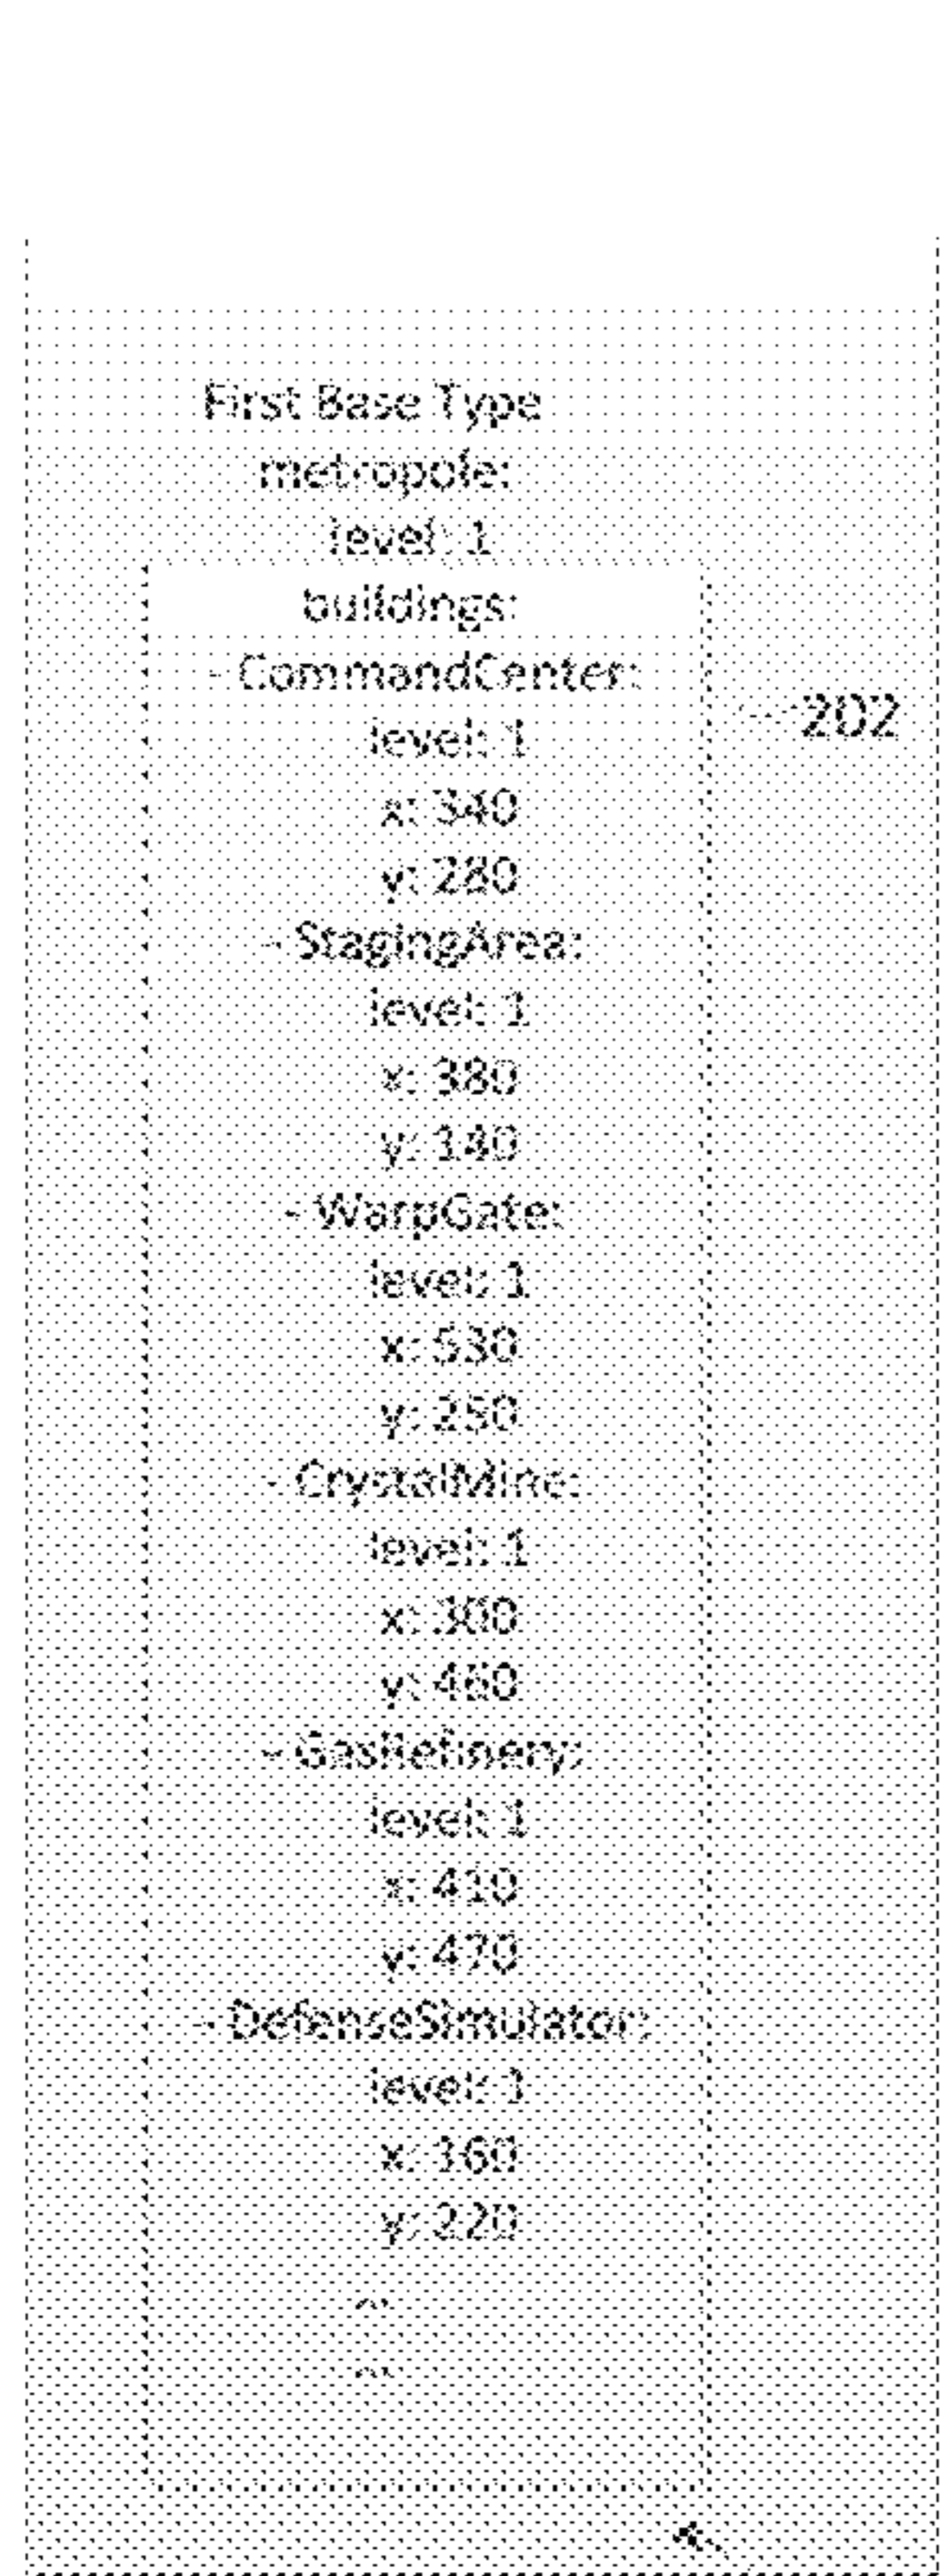 First Base Type
metropole:
level: 1
buildings:
- CommandCenter:
202
level: 1
x: 340
y: 280
- StagingArea:
level: 1
x: 380
y: 140
- WarpGate:
level: 1
x: 530
y: 250
- CrystalMine:
level: 1
x: 300
y: 460
- GasRefinery:
level: 1
x: 410
y: 470
- DefenseSimulator:
level: 1
x: 160
y: 220